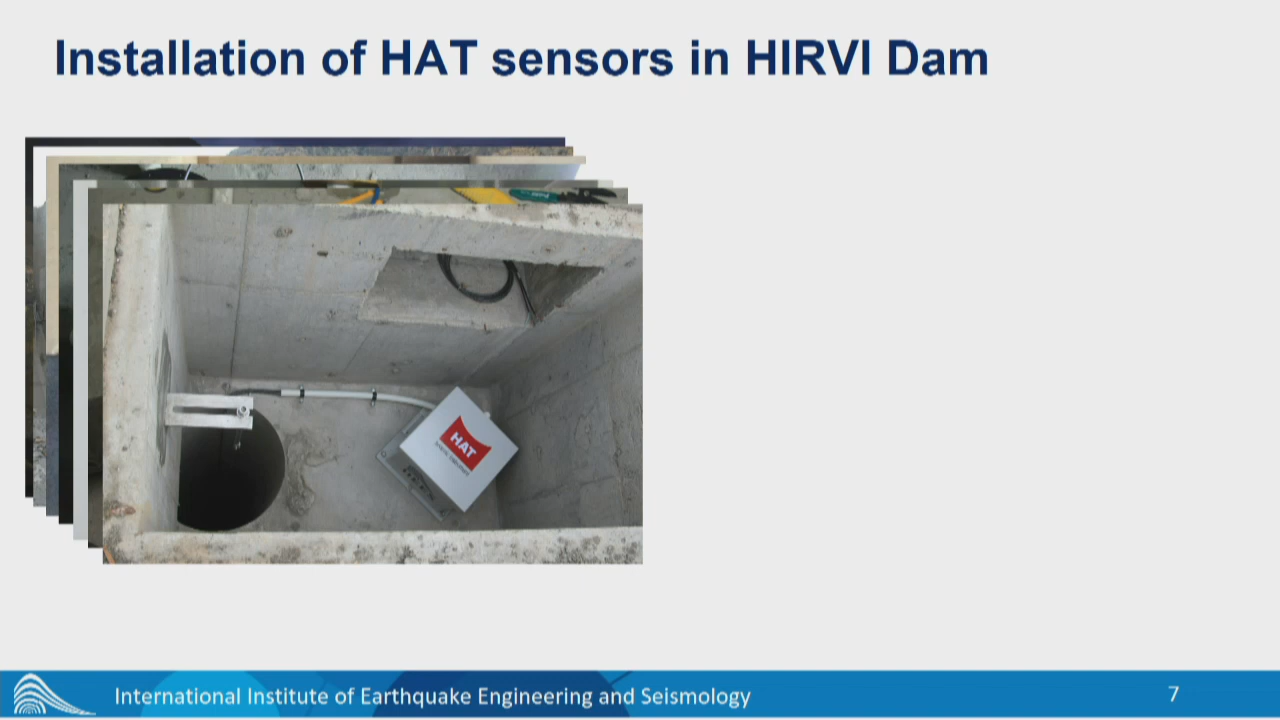 Installation of HAT sensors in HIRVI Dam
HAT
International Institute of Earthquake Engineering and Seismology
7